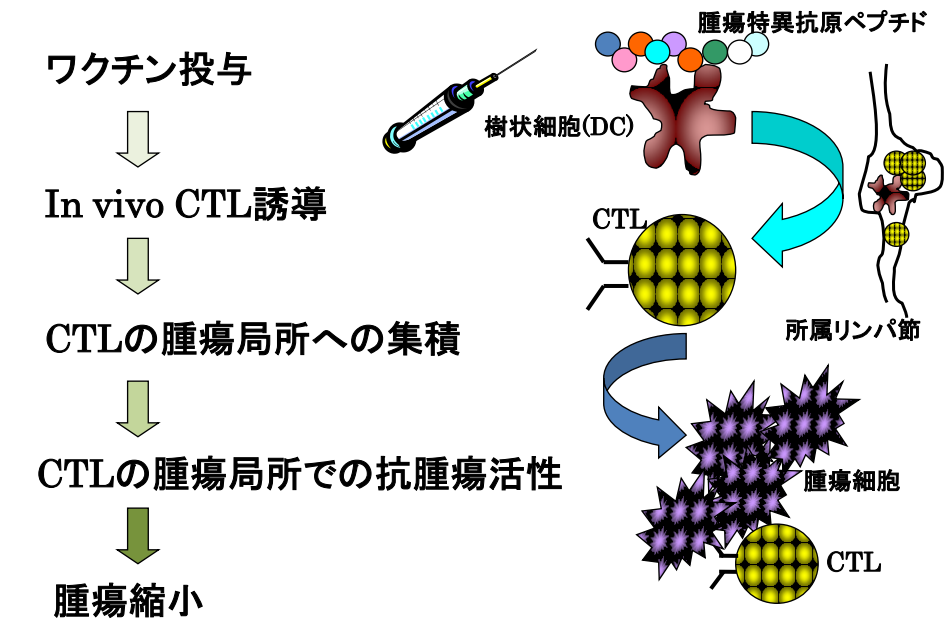 ワクチン投与
In vivo CTL誘導
CTLの腫瘍局所への集積
CTLの腫瘍局所での抗腫瘍活性
腫瘍縮小
腫瘍特異抗原ペプチド
樹状細胞(DC)
CTL
所属リンパ節
腫瘍細胞
CTL